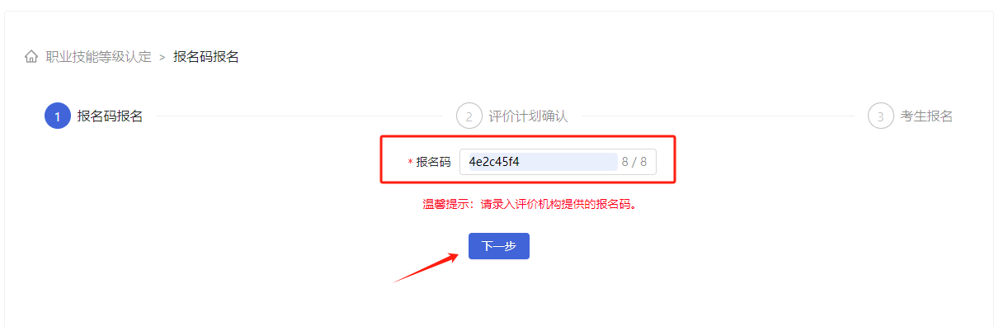 职业技能等级认定 > 报名码报名
1 报名码报名 2 评价计划确认 3 考生报名
* 报名码 4e2c45f4 8 / 8
温馨提示：请录入评价机构提供的报名码。
下一步